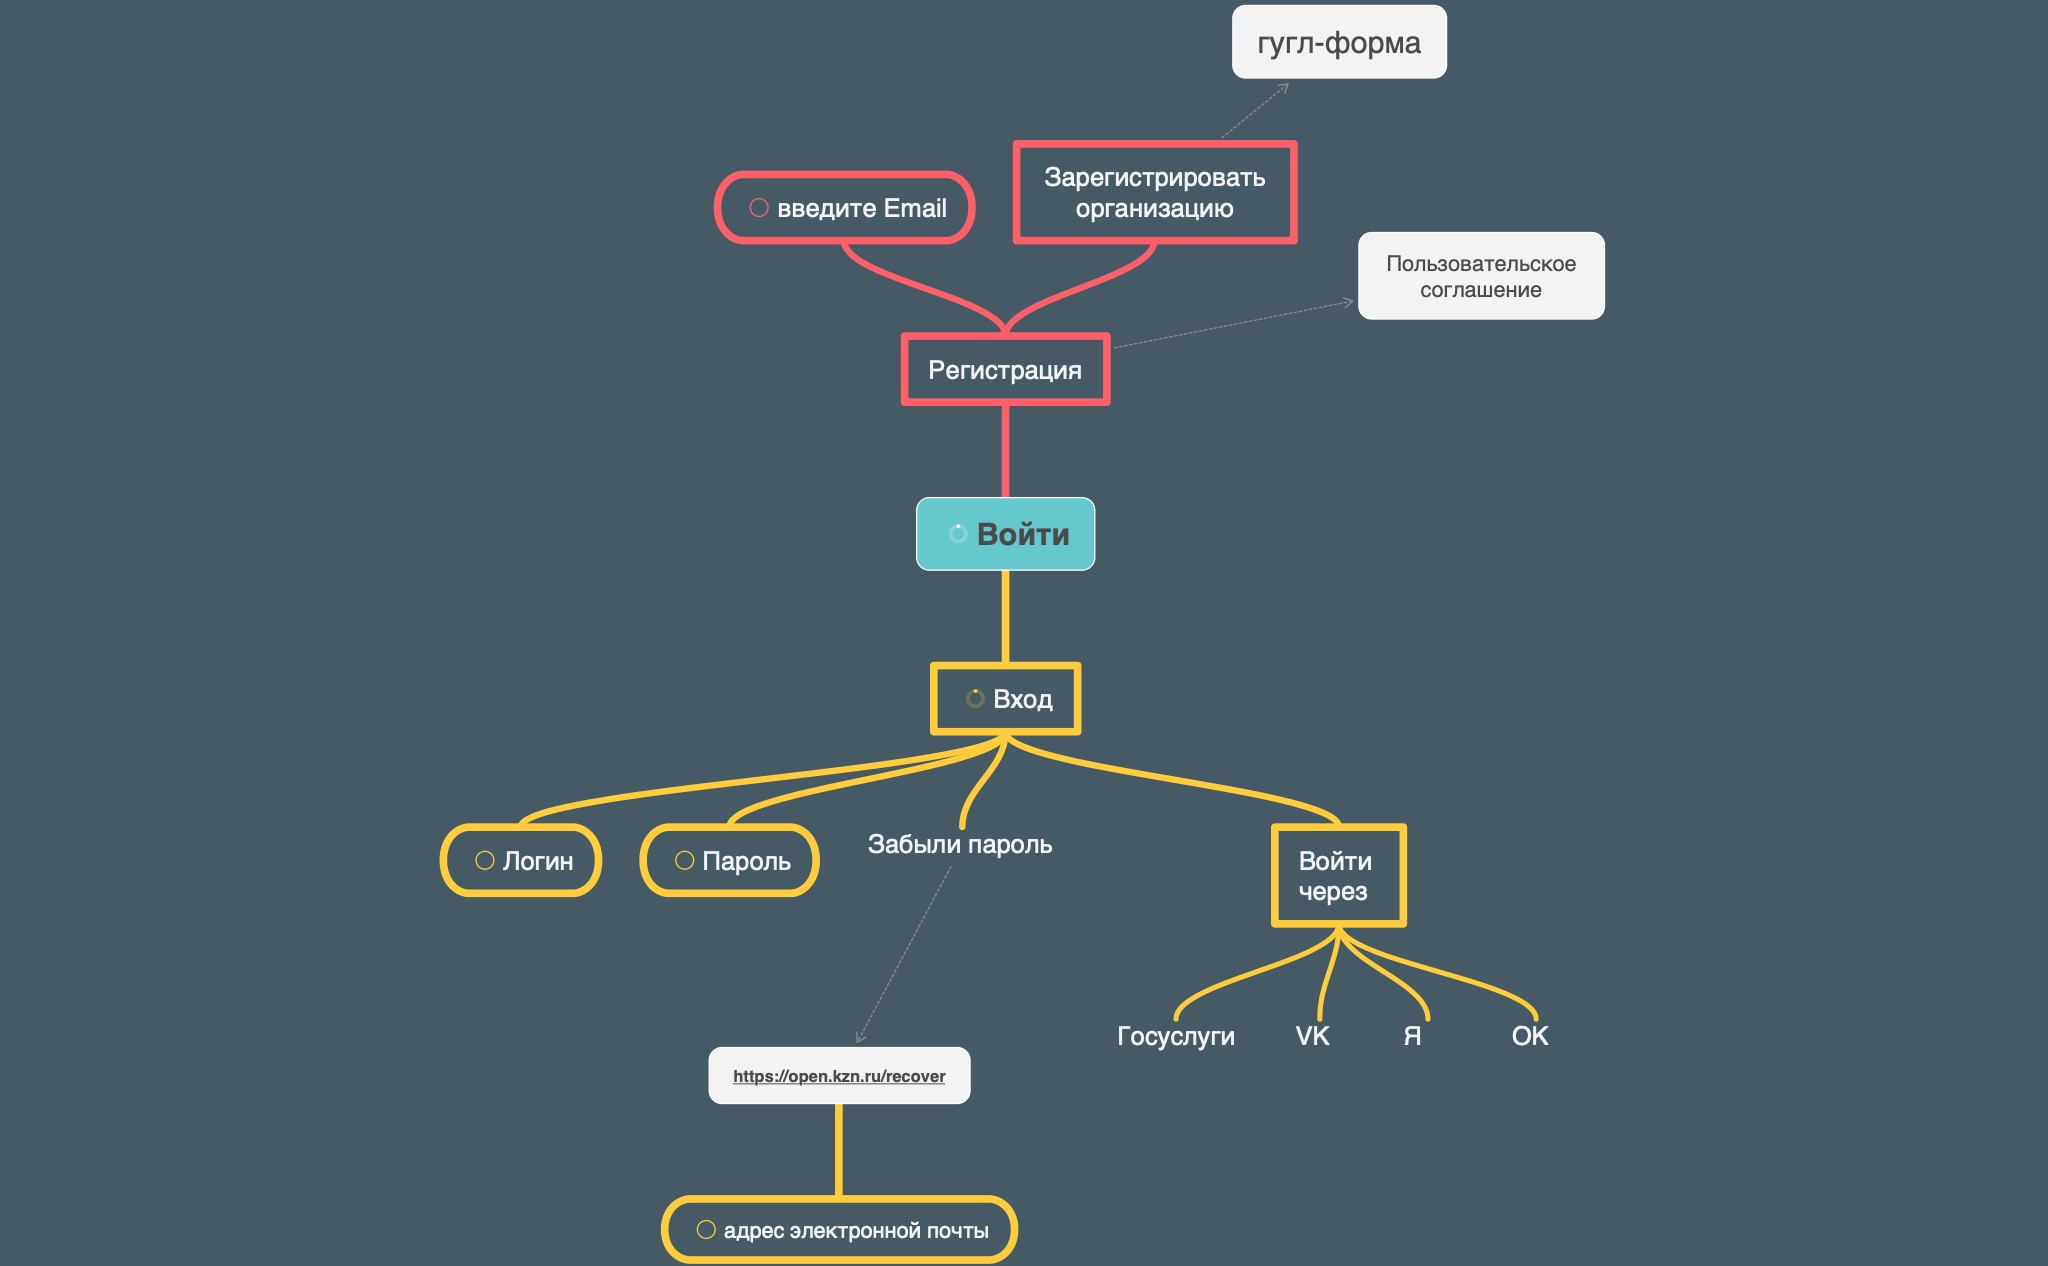 гугл-форма
Зарегистрировать
организацию
введите Email
Пользовательское
соглашение
Регистрация
Войти
Вход
Логин
Пароль
Забыли пароль
Войти
через
Госуслуги
VK
Я
OK
https://open.kzn.ru/recover
адрес электронной почты